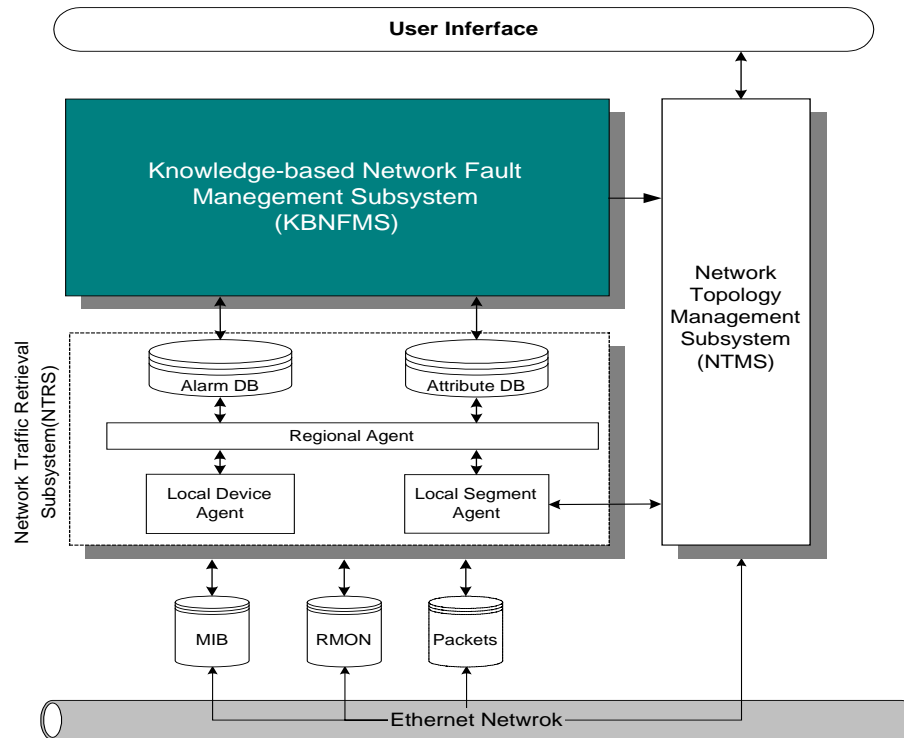 User Inferface
Knowledge-based Network Fault
Manegement Subsystem
(KBNFMS)
Network
Topology
Management
Subsystem
(NTMS)
Network Traffic Retrieval
Subsystem(NTRS)
Alarm DB
Attribute DB
Regional Agent
Local Device
Agent
Local Segment
Agent
MIB
RMON
Packets
Ethernet Netwrok